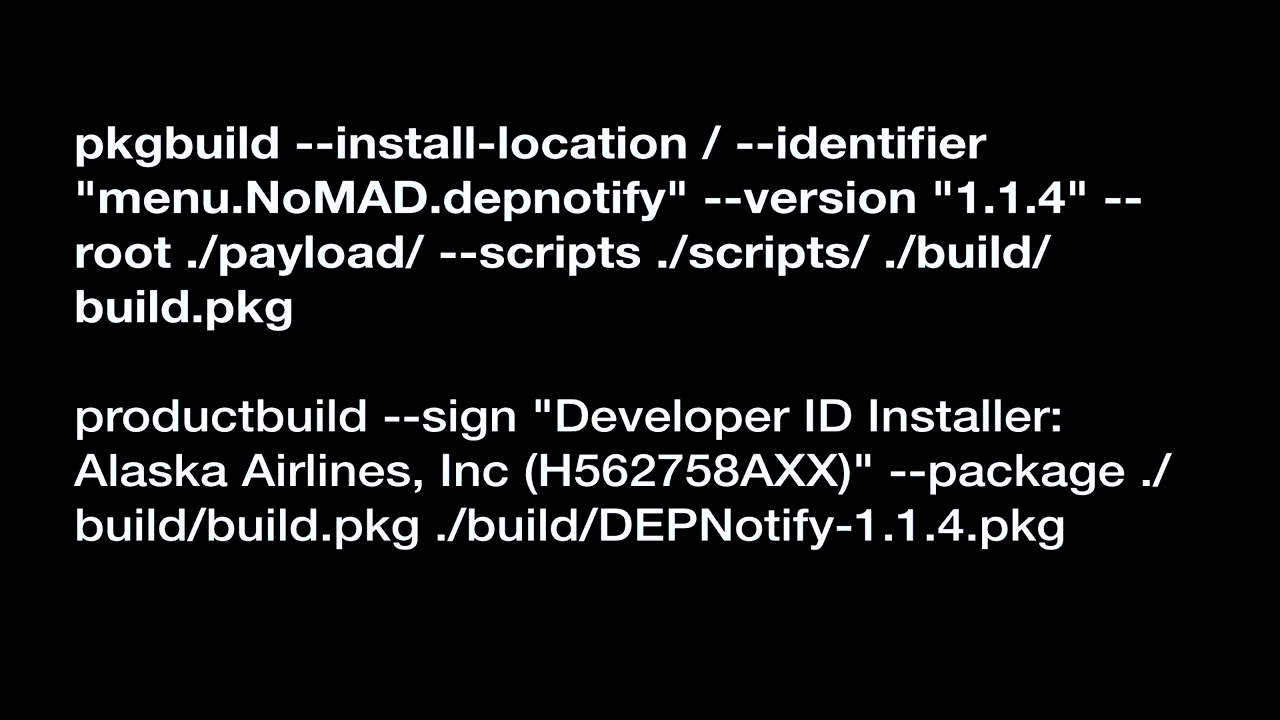 pkgbuild --install-location / --identifier
"menu.NoMAD.depnotify" --version "1.1.4" --
root ./payload/ --scripts ./scripts/ ./build/
build.pkg
productbuild --sign "Developer ID Installer:
Alaska Airlines, Inc (H562758AXX)" --package ./
build/build.pkg ./build/DEPNotify-1.1.4.pkg